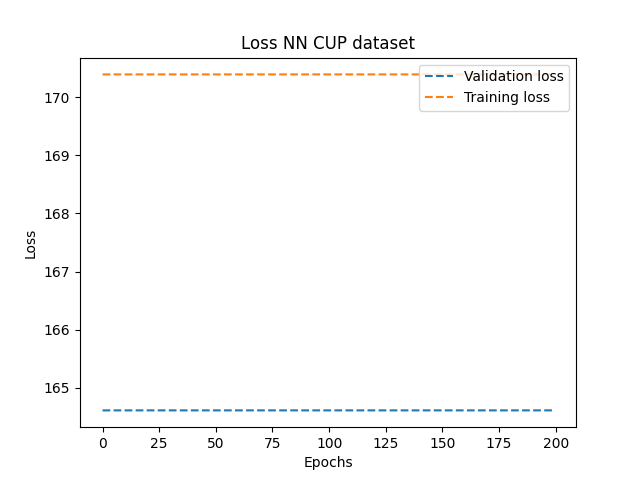 Loss NN CUP dataset
Validation loss
Training loss
170
169
168
167
166
165
Loss
0 25 50 75 100 125 150 175 200
Epochs